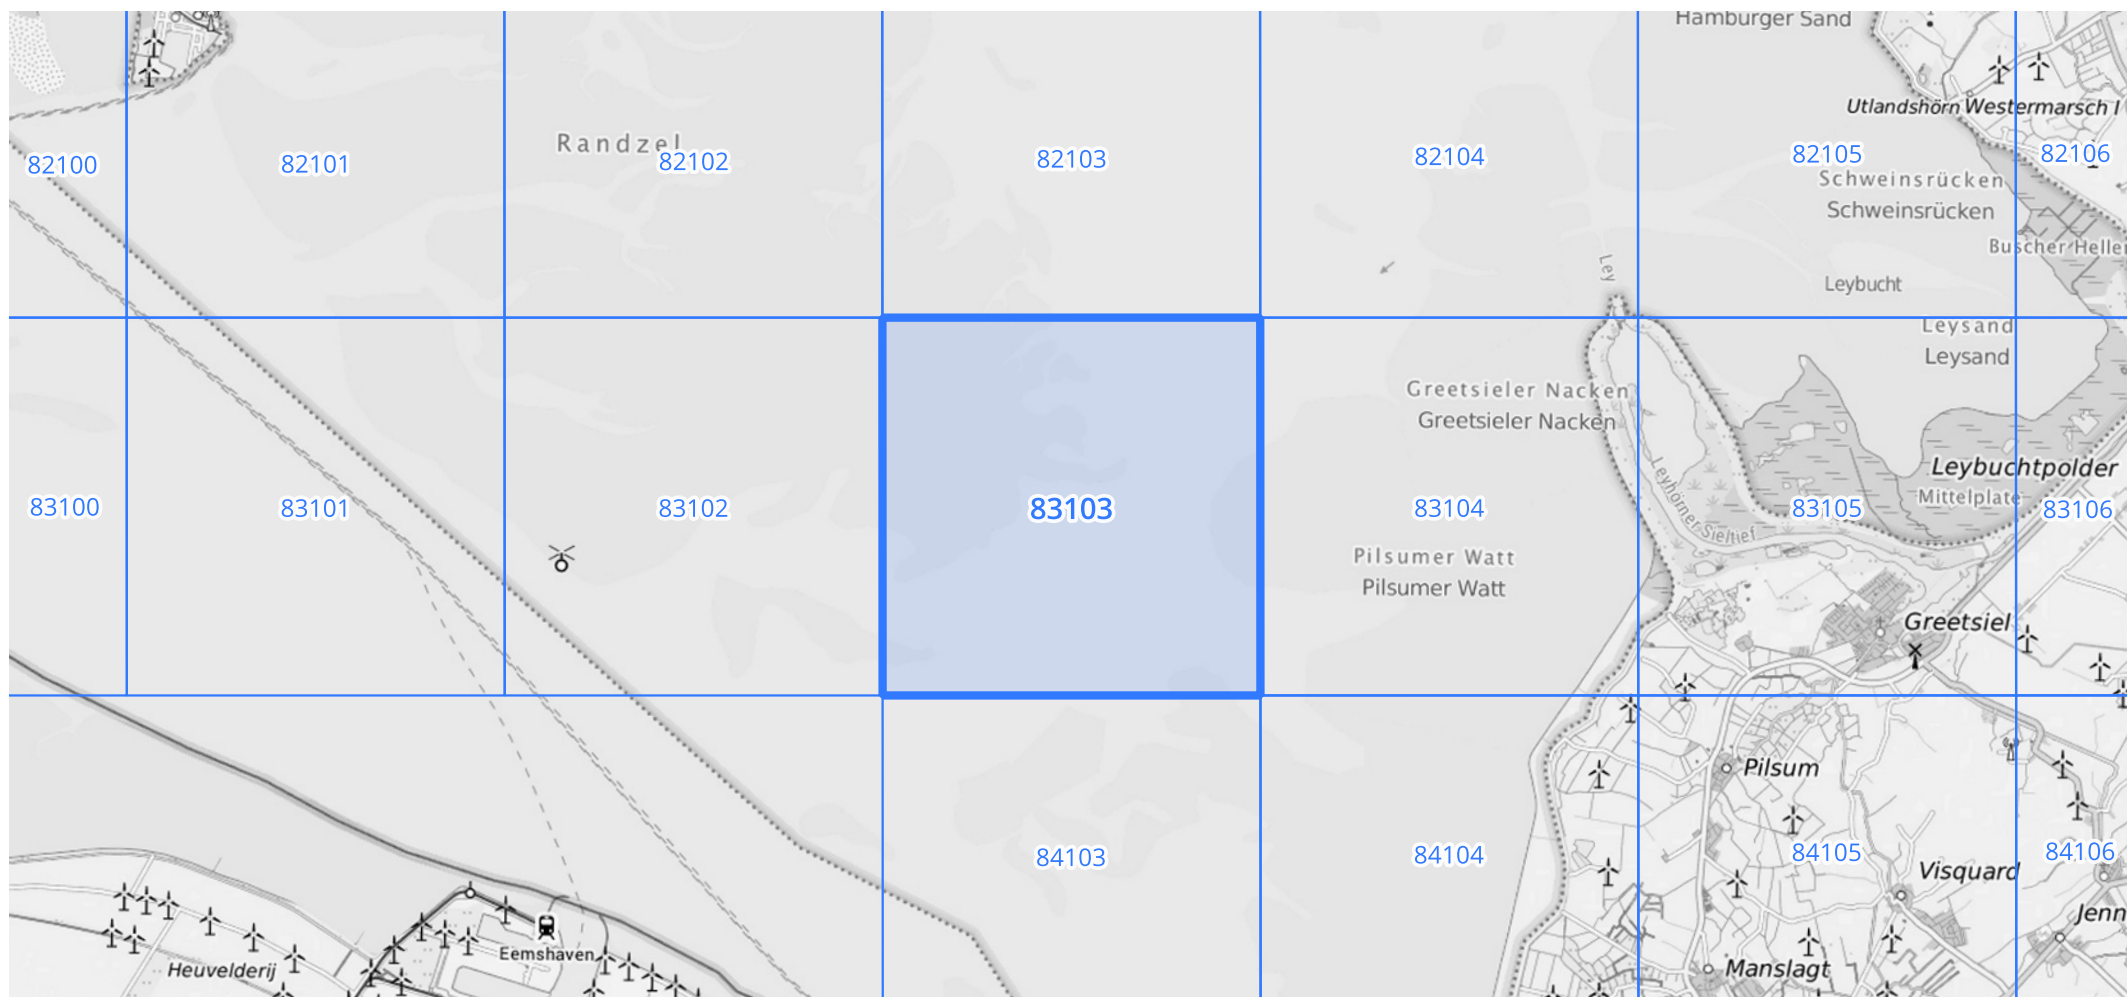 Hamburger Sand
Utlandshörn Westermarsch I
Randzel
82100
82101
82102
82103
82104
82105
82106
Schweinsrücken
Schweinsrücken
Buscher Heller
Ley
Leybucht
Leysand
Leysand
Greetsieler Nacken
Greetsieler Nacken
Leybuchtpolder
Mittelplate
Leyhörner Sieltief
83100
83101
83102
83103
83104
83105
83106
Pilsumer Watt
Pilsumer Watt
Greetsiel
Pilsum
84103
84104
84105
84106
Visquard
Jenn
Eemshaven
Heuvelderij
Manslagt